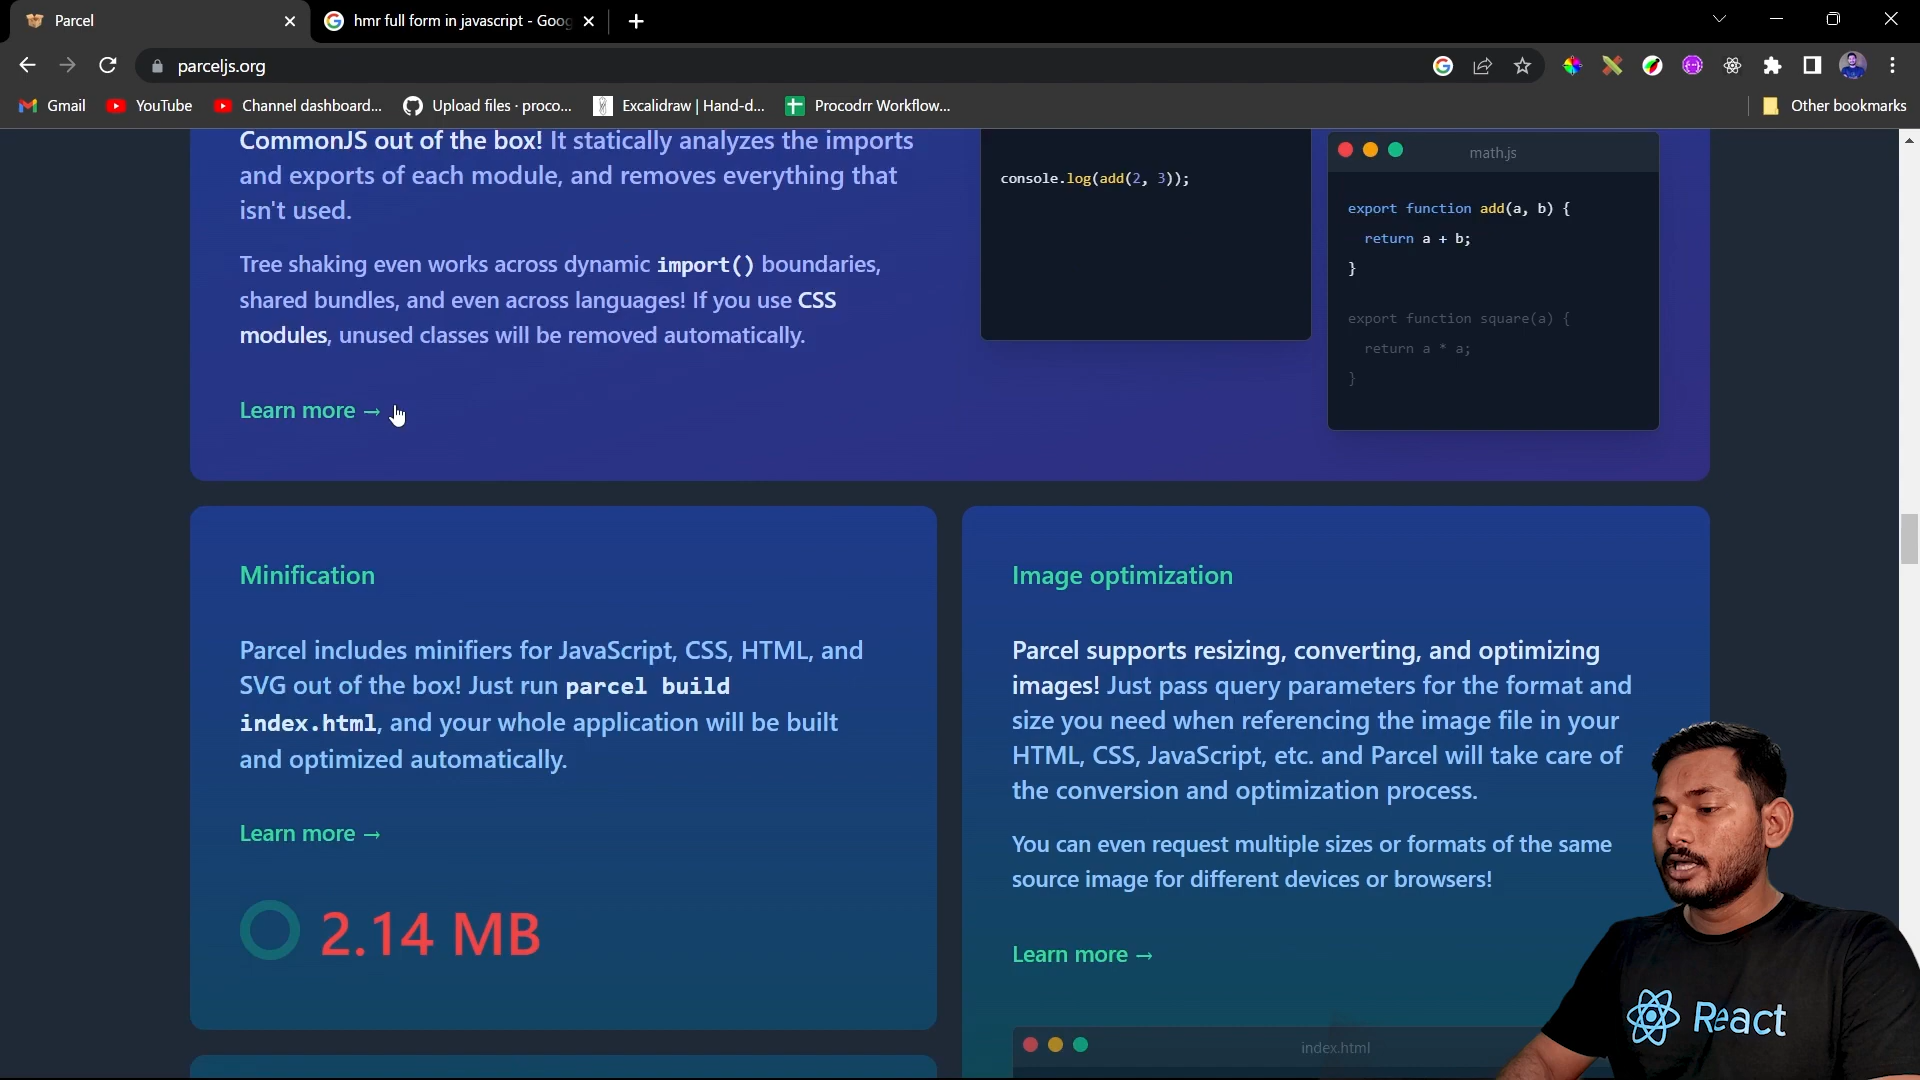 Parcel
hmr full form in javascript - Goog
parceljs.org
Gmail
YouTube
Channel dashboard...
Upload files · proco...
Excalidraw | Hand-d...
Procodrr Workflow...
Other bookmarks
CommonJS out of the box! It statically analyzes the imports
and exports of each module, and removes everything that
isn't used.
Tree shaking even works across dynamic import() boundaries,
shared bundles, and even across languages! If you use CSS
modules, unused classes will be removed automatically.
Learn more →
console.log(add(2, 3));
math.js
export function add(a, b) {
return a + b;
}
export function square(a) {
return a * a;
}
Minification
Parcel includes minifiers for JavaScript, CSS, HTML, and
SVG out of the box! Just run parcel build
index.html, and your whole application will be built
and optimized automatically.
Learn more →
2.14 MB
Image optimization
Parcel supports resizing, converting, and optimizing
images! Just pass query parameters for the format and
size you need when referencing the image file in your
HTML, CSS, JavaScript, etc. and Parcel will take care of
the conversion and optimization process.
You can even request multiple sizes or formats of the same
source image for different devices or browsers!
Learn more →
index.html
React